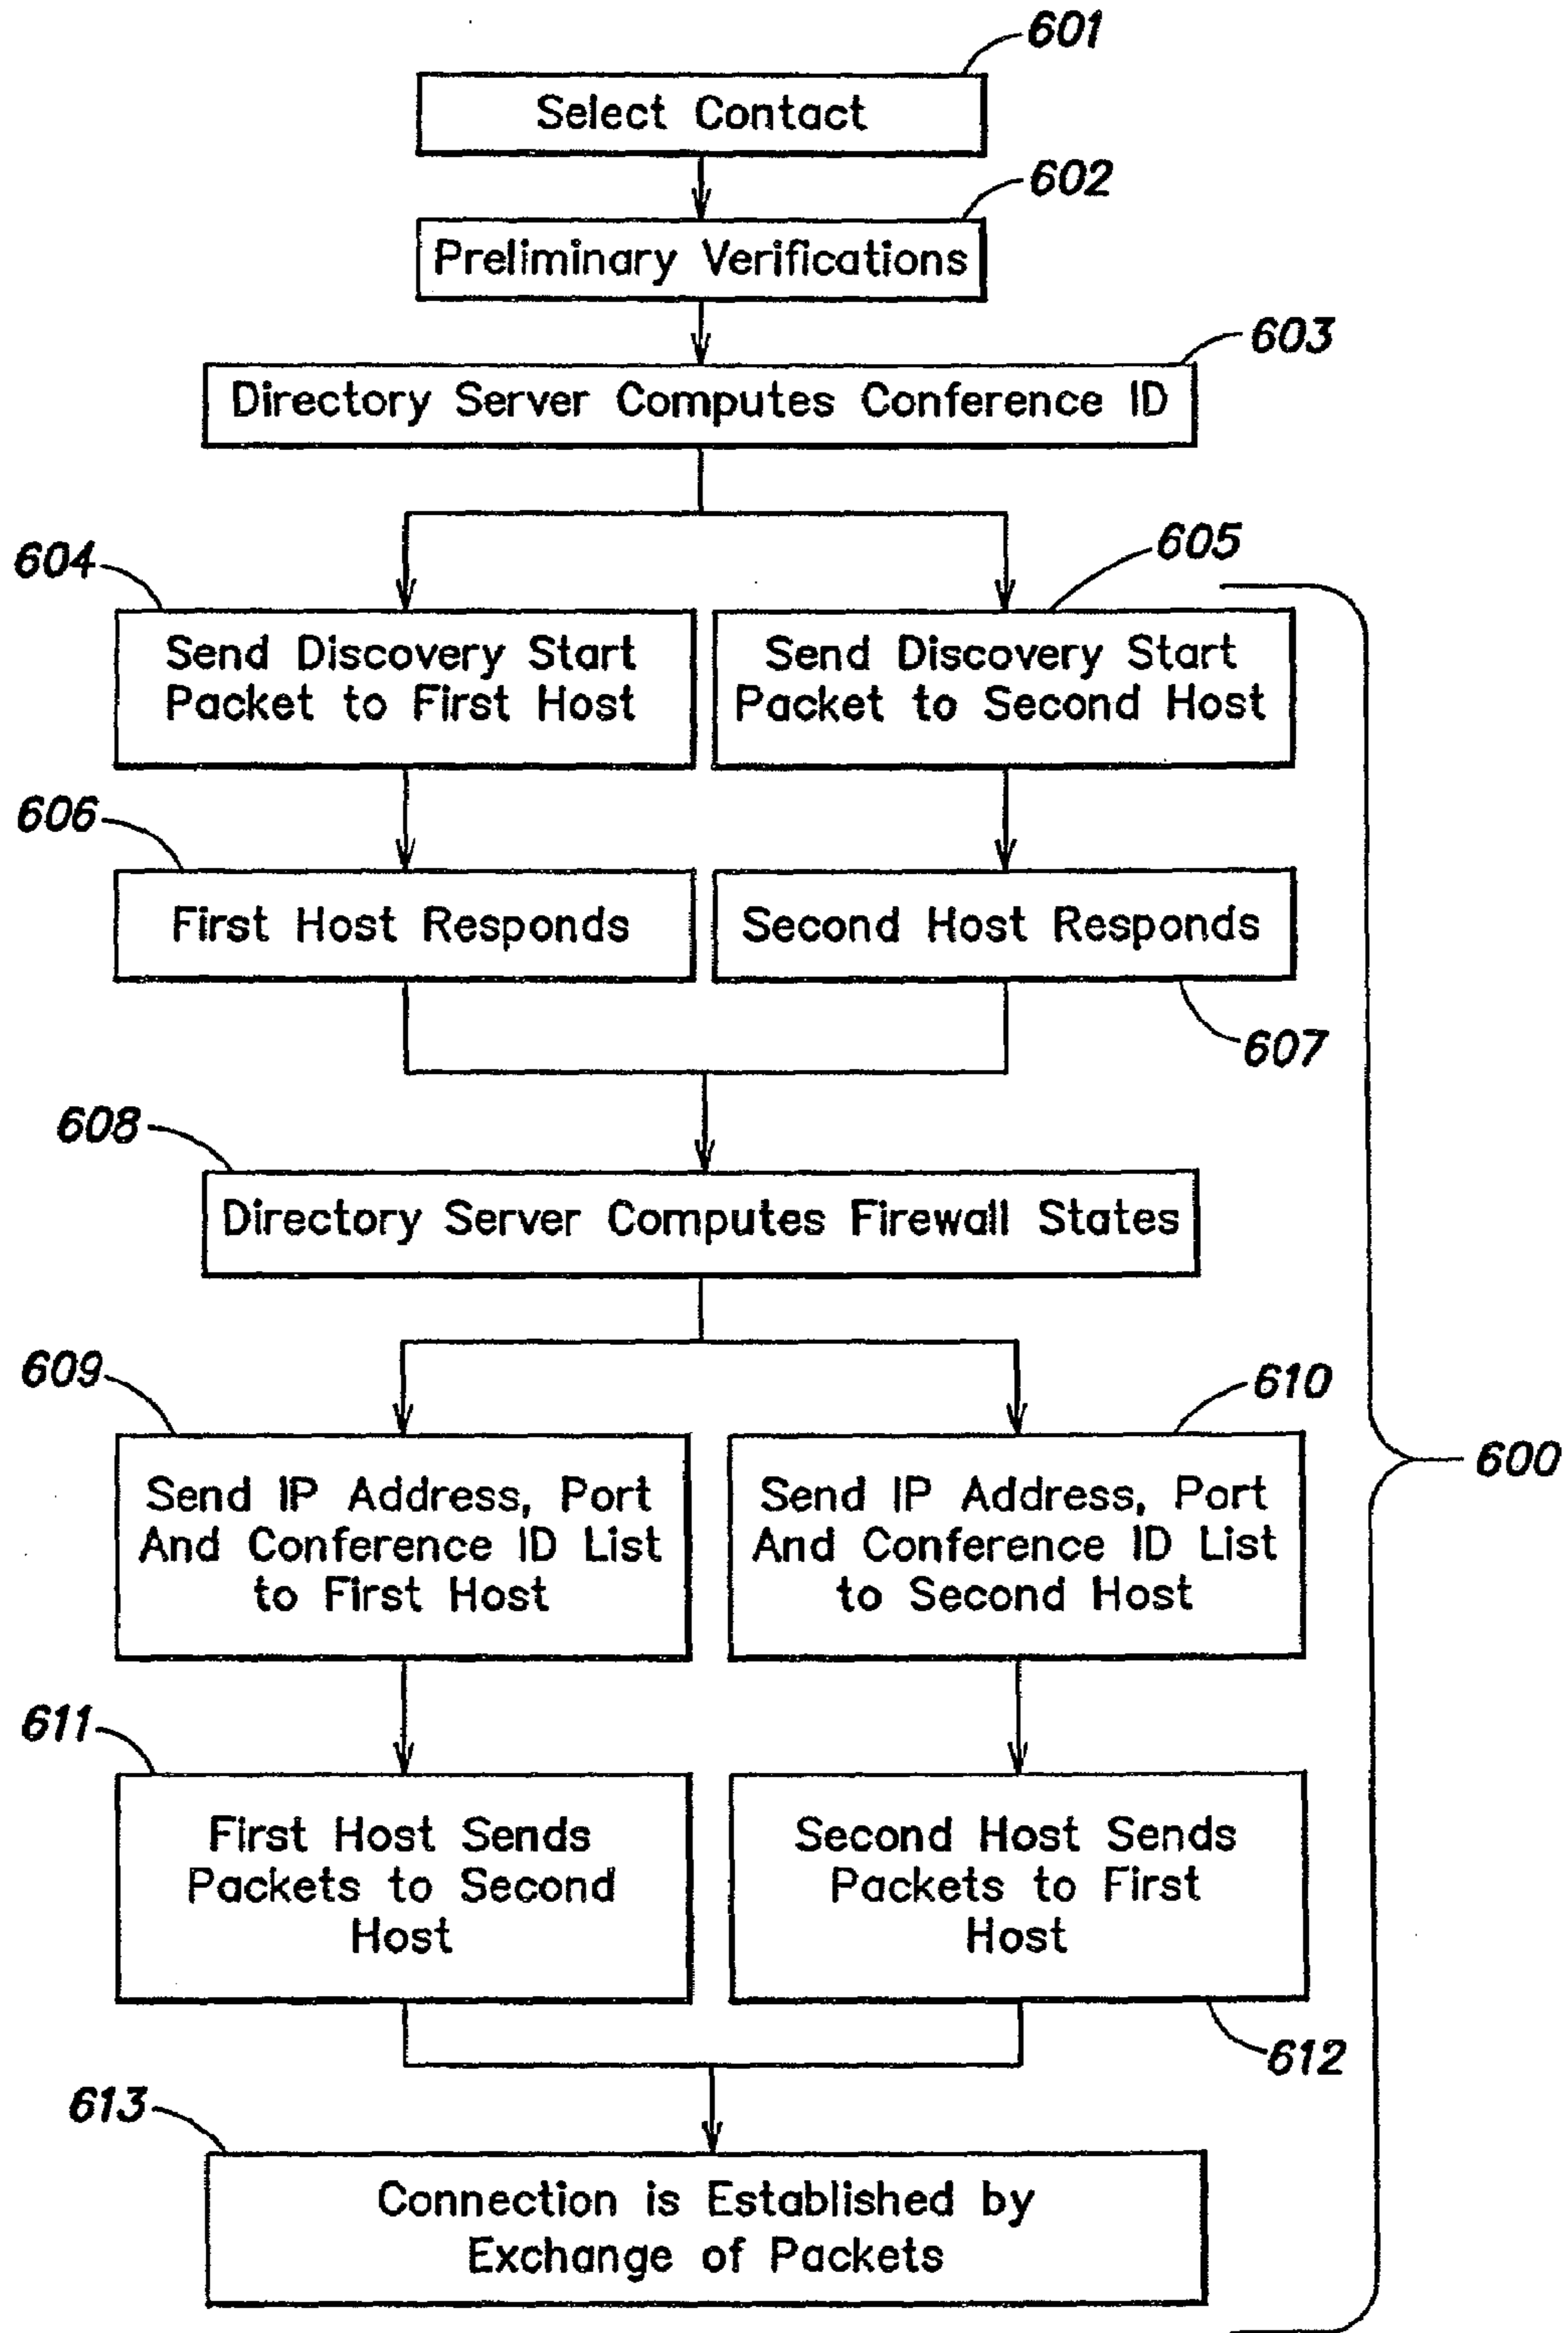 601
Select Contact
602
Preliminary Verifications
603
Directory Server Computes Conference ID
604
605
Send Discovery Start
Packet to First Host
Send Discovery Start
Packet to Second Host
606
First Host Responds
Second Host Responds
607
608
Directory Server Computes Firewall States
609
610
600
Send IP Address, Port
And Conference ID List
to First Host
Send IP Address, Port
And Conference ID List
to Second Host
611
First Host Sends
Packets to Second
Host
Second Host Sends
Packets to First
Host
612
613
Connection is Established by
Exchange of Packets